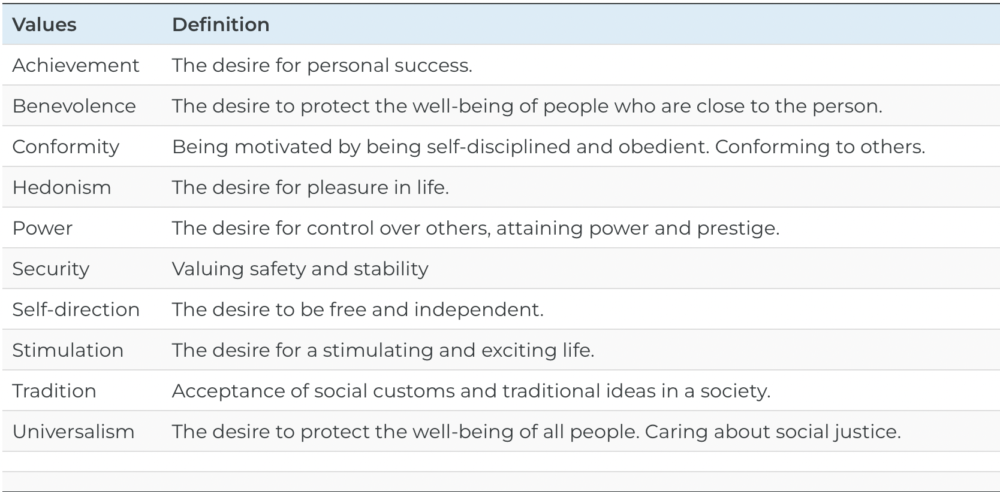 Values Definition
Achievement The desire for personal success.
Benevolence The desire to protect the well-being of people who are close to the person.
Conformity Being motivated by being self-disciplined and obedient. Conforming to others.
Hedonism The desire for pleasure in life.
Power The desire for control over others, attaining power and prestige.
Security Valuing safety and stability
Self-direction The desire to be free and independent.
Stimulation The desire for a stimulating and exciting life.
Tradition Acceptance of social customs and traditional ideas in a society.
Universalism The desire to protect the well-being of all people. Caring about social justice.